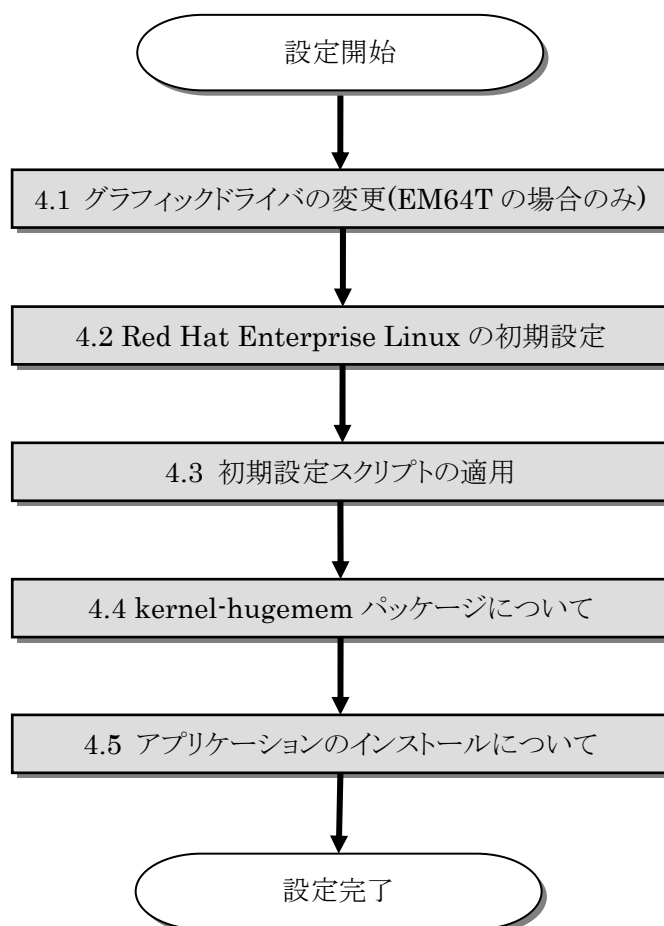 設定開始
4.1 グラフィックドライバの変更(EM64T の場合のみ)
4.2 Red Hat Enterprise Linux の初期設定
4.3 初期設定スクリプトの適用
4.4 kernel-hugemem パッケージについて
4.5 アプリケーションのインストールについて
設定完了